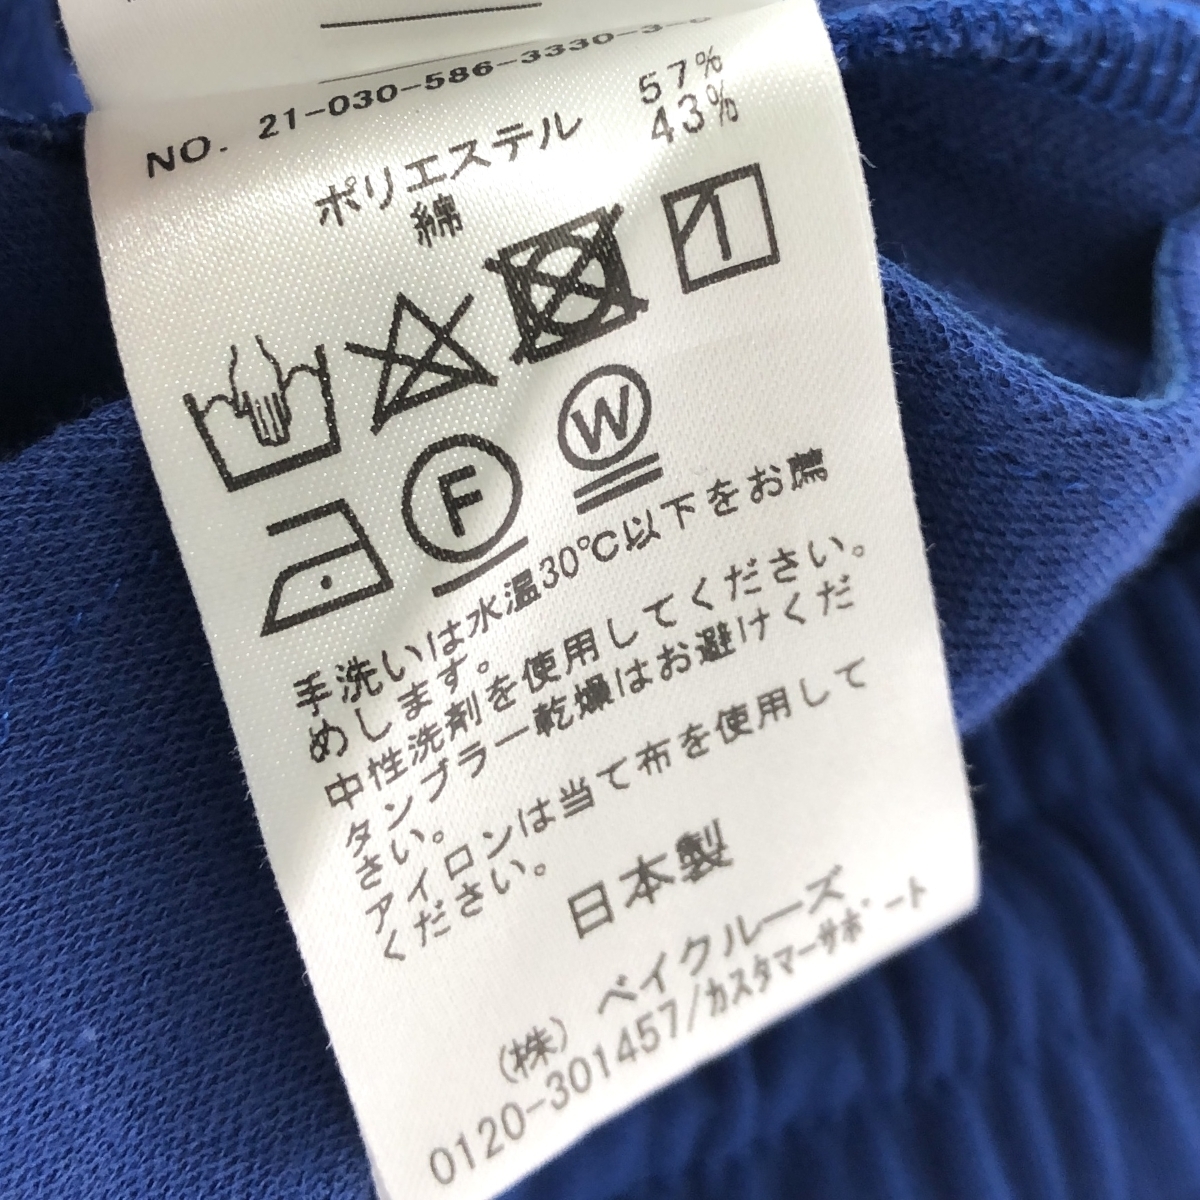 NO. 21-030-586-3330-3-0
ポリエステル 57%
綿 43%
F W
手洗いは水温30℃以下をお薦
めします。
中性洗剤を使用してください。
タンブラー乾燥はお避けくだ
さい。
アイロンは当て布を使用して
ください。
日本製
(株) ベイクルーズ
0120-301457/カスタマーサポート